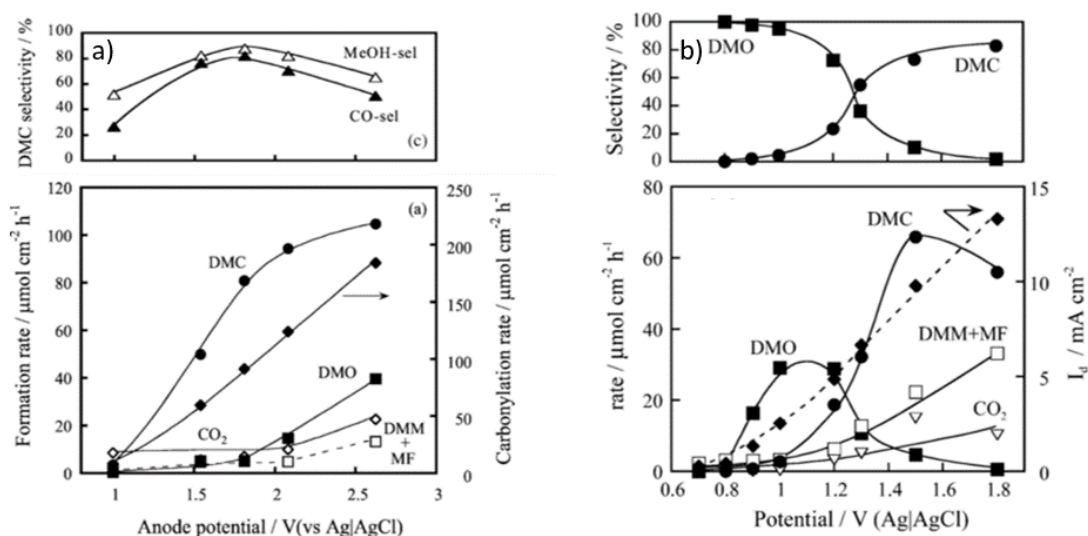 a)
DMC selectivity / %
100
80
60
40
20
0
MeOH-sel
CO-sel
(c)
Formation rate / μmol cm⁻² h⁻¹
120
100
80
60
40
20
0
(a)
DMC
DMO
CO₂
DMM
+
MF
250
200
150
100
50
0
Carbonylation rate / μmol cm⁻² h⁻¹
1
1.5
2
2.5
3
Anode potential / V(vs Ag|AgCl)
b)
Selectivity / %
100
80
60
40
20
0
DMO
DMC
rate / μmol cm⁻² h⁻¹
80
60
40
20
0
DMC
DMO
DMM+MF
CO₂
15
10
5
0
I_d / mA cm⁻²
0.6
0.8
1.0
1.2
1.4
1.6
1.8
Potential / V (Ag|AgCl)